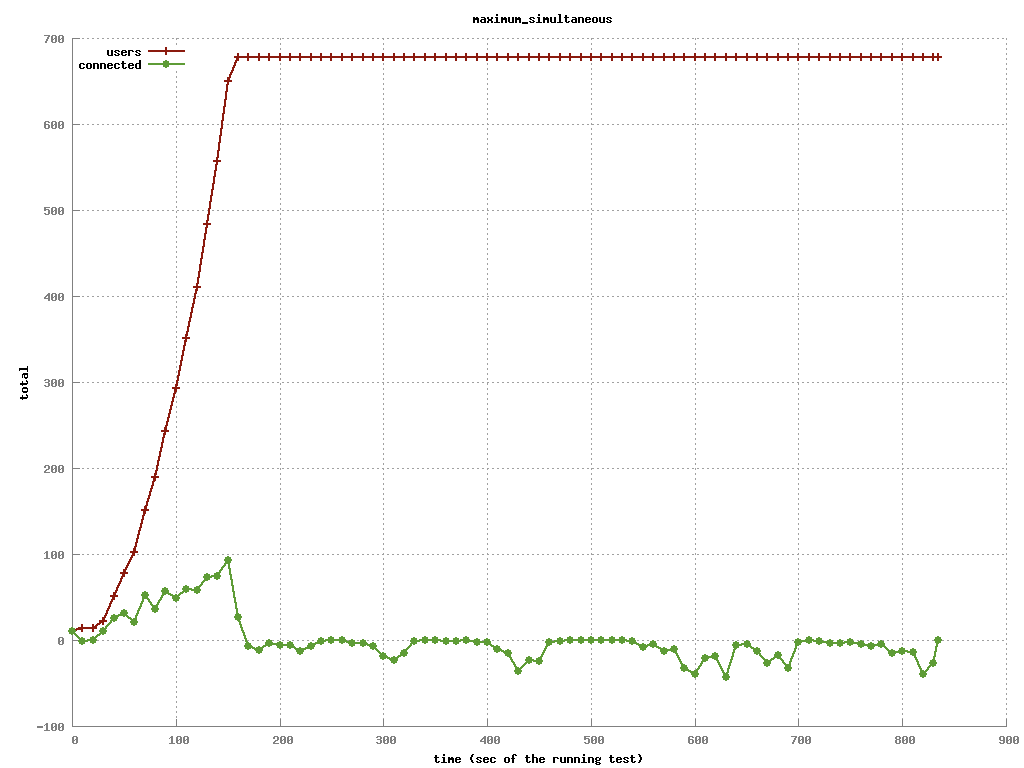 maximum_simultaneous
700
users
connected
600
500
400
300
total
200
100
0
-100
0 100 200 300 400 500 600 700 800 900
time (sec of the running test)